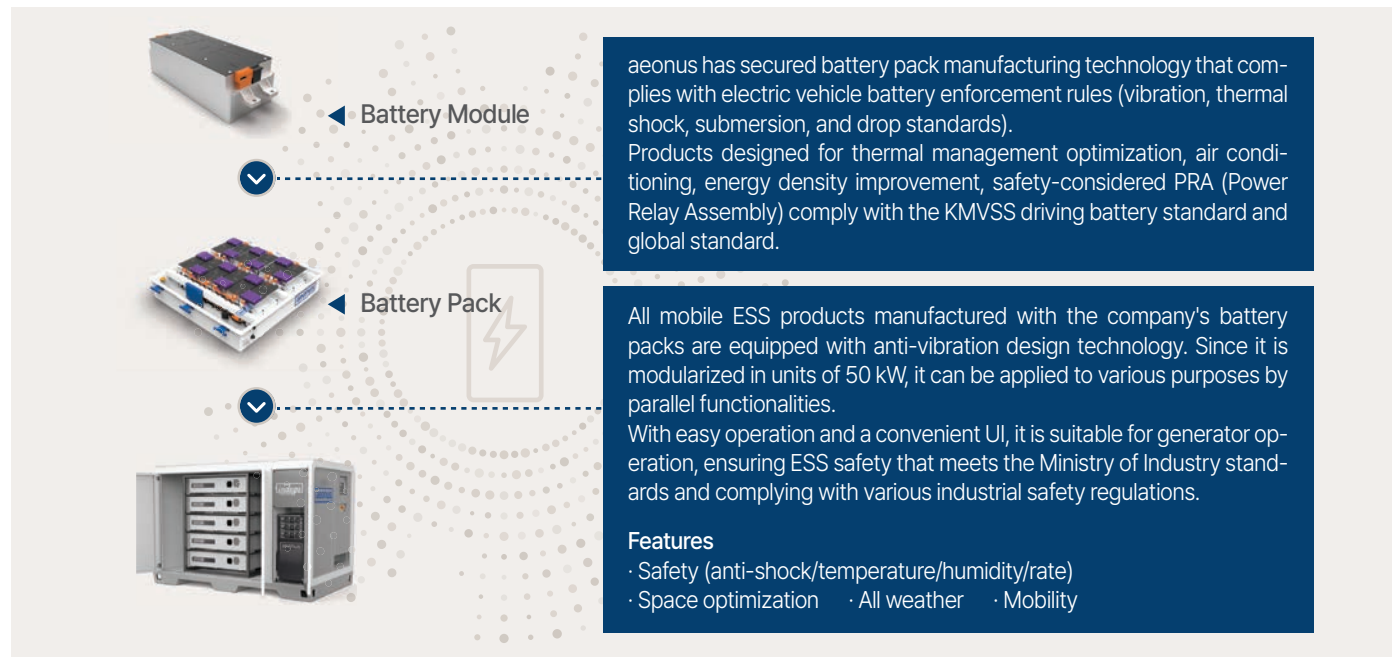 Battery Module
Battery Pack
aeonus has secured battery pack manufacturing technology that com-
plies with electric vehicle battery enforcement rules (vibration, thermal
shock, submersion, and drop standards).
Products designed for thermal management optimization, air condi-
tioning, energy density improvement, safety-considered PRA (Power
Relay Assembly) comply with the KMVSS driving battery standard and
global standard.
All mobile ESS products manufactured with the company's battery
packs are equipped with anti-vibration design technology. Since it is
modularized in units of 50 kW, it can be applied to various purposes by
parallel functionalities.
With easy operation and a convenient UI, it is suitable for generator op-
eration, ensuring ESS safety that meets the Ministry of Industry stand-
ards and complying with various industrial safety regulations.
Features
· Safety (anti-shock/temperature/humidity/rate)
· Space optimization · All weather · Mobility